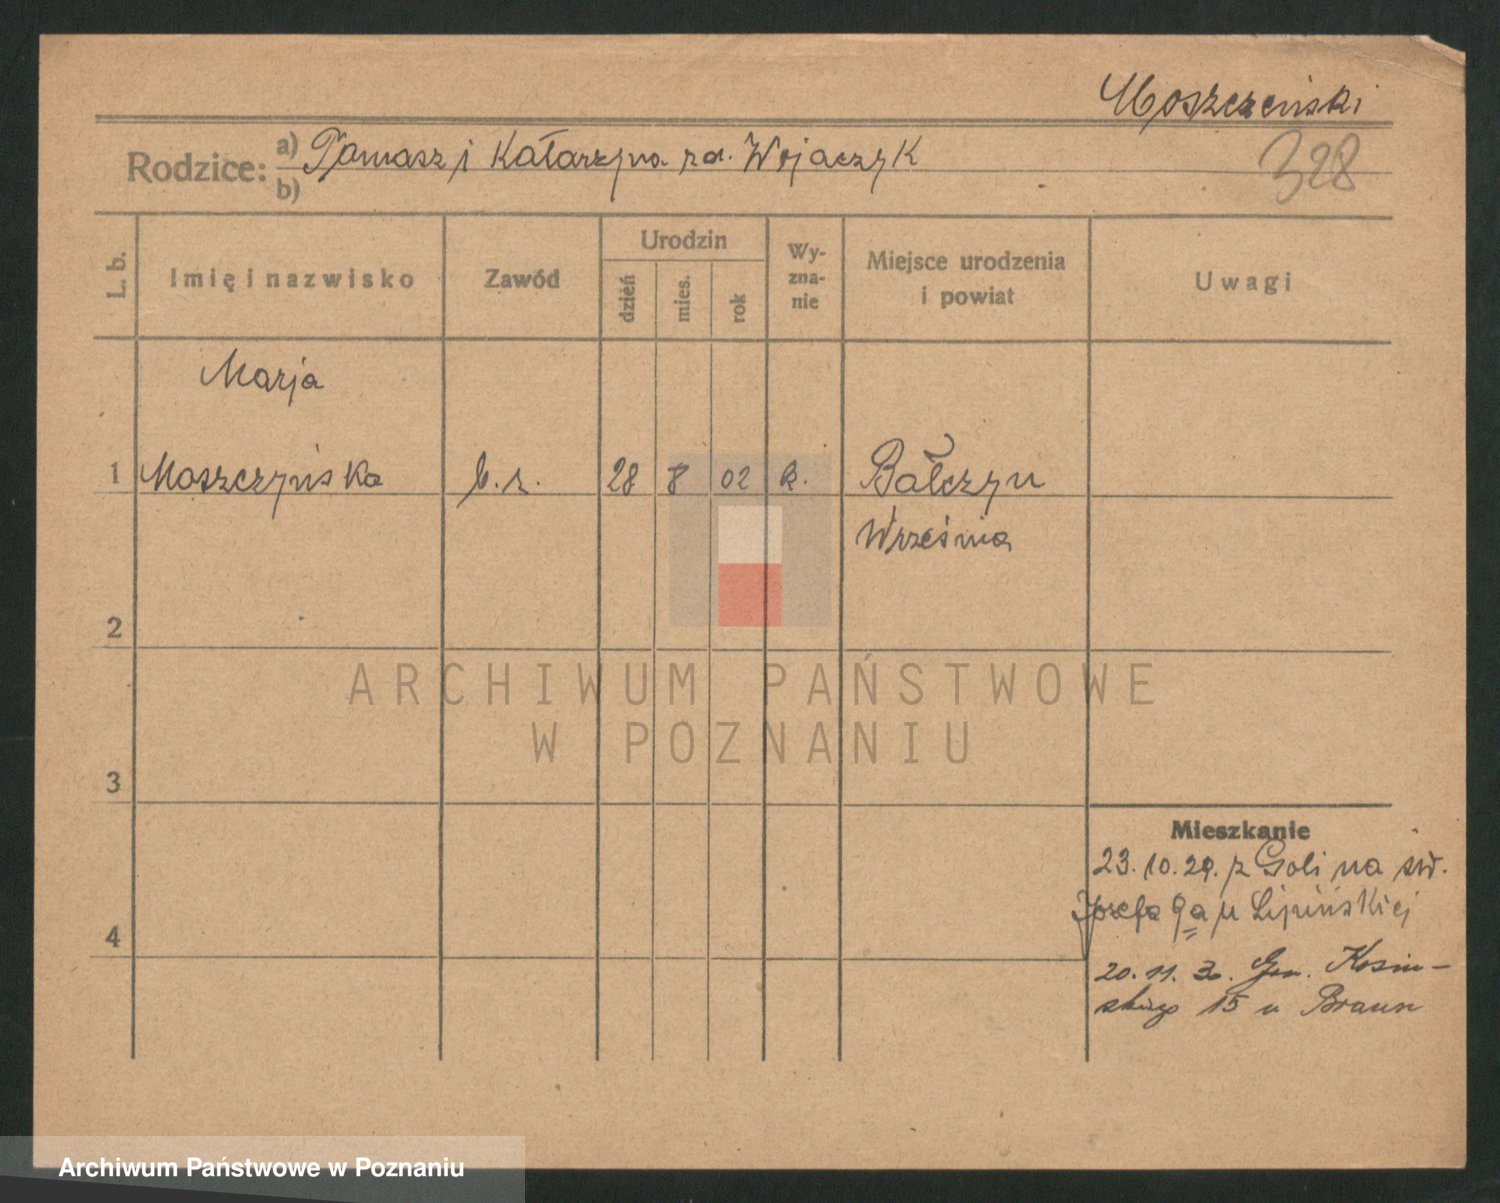 Moszczeński
Rodzice: a) Tomasz i Katarzyna zd. Wojaczyk
b)
328
L. b.
Imię i nazwisko
Zawód
Urodzin
dzień
mies.
rok
Wy-
zna-
nie
Miejsce urodzenia
i powiat
Uwagi
Marja
1 Moszczyńska b. z. 28 8 02 k. Bałczyn
Września
2
ARCHIWUM PAŃSTWOWE
W POZNANIU
3
Mieszkanie
23. 10. 29. z Goli na św.
Józefa 9a u Lipińskiej
4
20. 11. 30. Gen. Kosiń-
skiego 15 u Braun
Archiwum Państwowe w Poznaniu